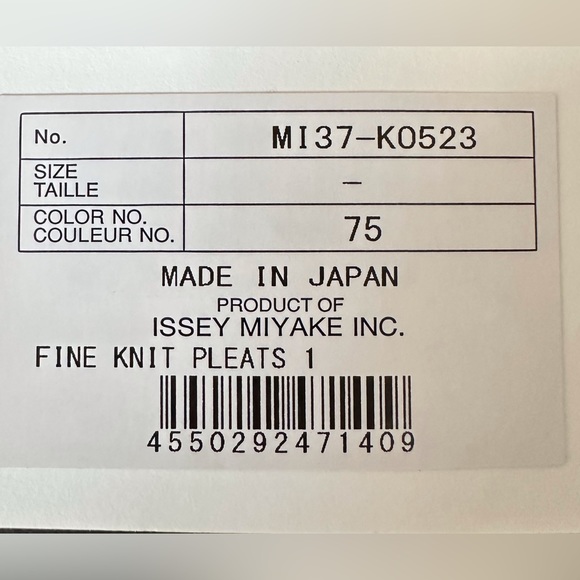 No. MI37-KO523
SIZE
TAILLE -
COLOR NO.
COULEUR NO. 75
MADE IN JAPAN
PRODUCT OF
ISSEY MIYAKE INC.
FINE KNIT PLEATS 1
4550292471409